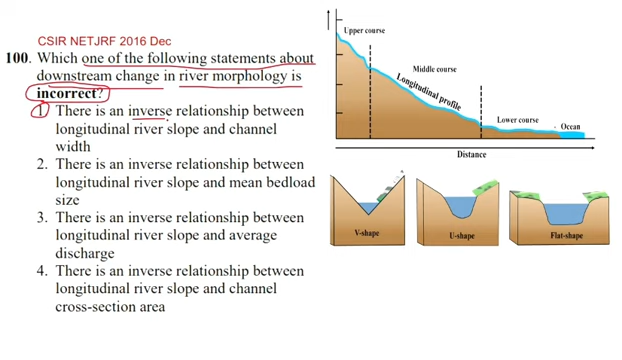 CSIR NETJRF 2016 Dec
100. Which one of the following statements about
downstream change in river morphology is
incorrect?
1 There is an inverse relationship between
longitudinal river slope and channel
width
2. There is an inverse relationship between
longitudinal river slope and mean bedload
size
3. There is an inverse relationship between
longitudinal river slope and average
discharge
4. There is an inverse relationship between
longitudinal river slope and channel
cross-section area
Upper course
Middle course
Longitudinal profile
Lower course
Ocean
Distance
V-shape
U-shape
Flat-shape